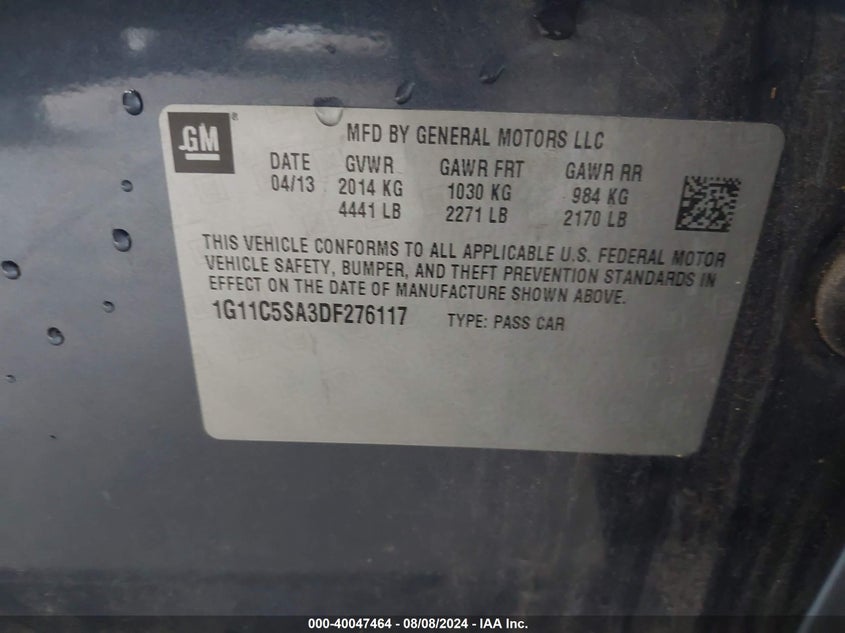 GM ®
MFD BY GENERAL MOTORS LLC
DATE GVWR GAWR FRT GAWR RR
04/13 2014 KG 1030 KG 984 KG
4441 LB 2271 LB 2170 LB
THIS VEHICLE CONFORMS TO ALL APPLICABLE U.S. FEDERAL MOTOR
VEHICLE SAFETY, BUMPER, AND THEFT PREVENTION STANDARDS IN
EFFECT ON THE DATE OF MANUFACTURE SHOWN ABOVE.
1G11C5SA3DF276117 TYPE: PASS CAR
000-40047464 - 08/08/2024 - IAA Inc.